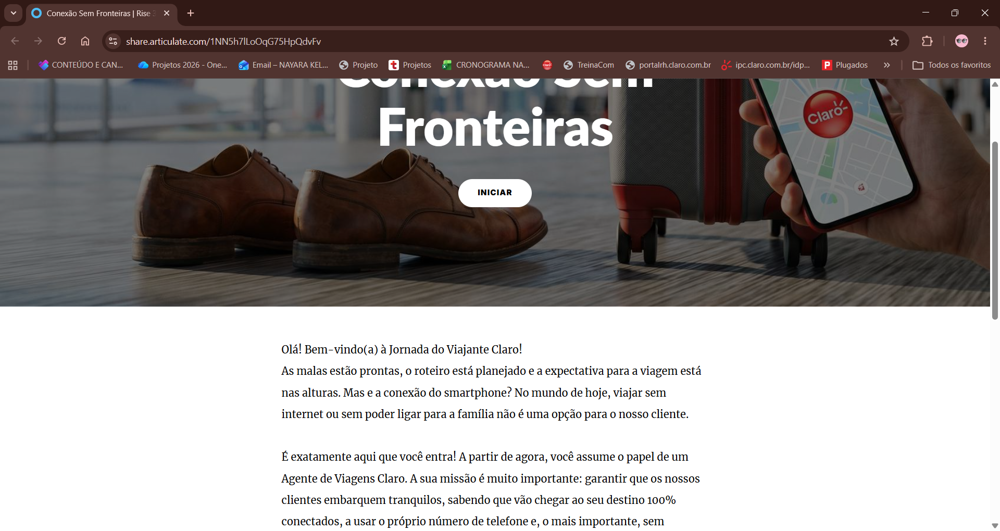 Conexão Sem Fronteiras | Rise 3
share.articulate.com/1NN5h7lLoOqG75HpQdvFv
CONTEÚDO E CAN... Projetos 2026 - One... Email – NAYARA KEL... Projeto Projetos CRONOGRAMA NA... TreinaCom portalrh.claro.com.br ipc.claro.com.br/idp... Plugados Todos os favoritos
Conexão Sem
Fronteiras
Claro
INICIAR
Olá! Bem-vindo(a) à Jornada do Viajante Claro!
As malas estão prontas, o roteiro está planejado e a expectativa para a viagem está
nas alturas. Mas e a conexão do smartphone? No mundo de hoje, viajar sem
internet ou sem poder ligar para a família não é uma opção para o nosso cliente.
É exatamente aqui que você entra! A partir de agora, você assume o papel de um
Agente de Viagens Claro. A sua missão é muito importante: garantir que os nossos
clientes embarquem tranquilos, sabendo que vão chegar ao seu destino 100%
conectados, a usar o próprio número de telefone e, o mais importante, sem